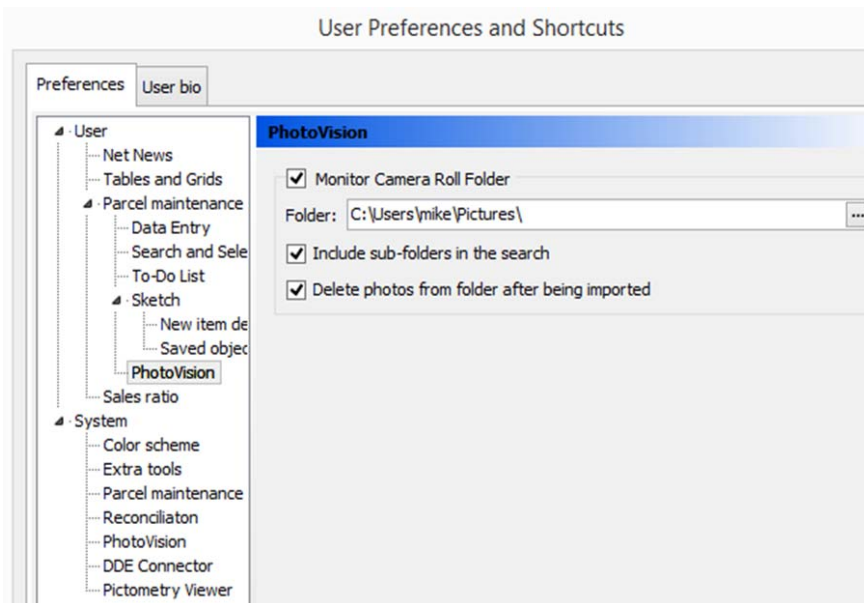 User Preferences and Shortcuts
Preferences
User bio
User
Net News
Tables and Grids
Parcel maintenance
Data Entry
Search and Sele
To-Do List
Sketch
New item de
Saved objec
PhotoVision
Sales ratio
System
Color scheme
Extra tools
Parcel maintenance
Reconciliaton
PhotoVision
DDE Connector
Pictometry Viewer
PhotoVision
Monitor Camera Roll Folder
Folder: C:\Users\mike\Pictures\ ...
Include sub-folders in the search
Delete photos from folder after being imported